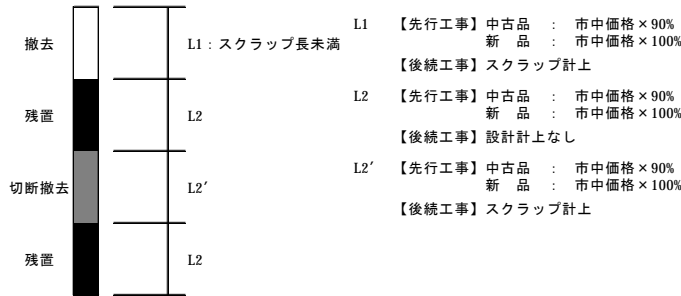 撤去
L1：スクラップ長未満
残置
L2
切断撤去
L2′
残置
L2
L1 【先行工事】中古品 ： 市中価格×90%
新 品 ： 市中価格×100%
【後続工事】スクラップ計上
L2 【先行工事】中古品 ： 市中価格×90%
新 品 ： 市中価格×100%
【後続工事】設計計上なし
L2′ 【先行工事】中古品 ： 市中価格×90%
新 品 ： 市中価格×100%
【後続工事】スクラップ計上